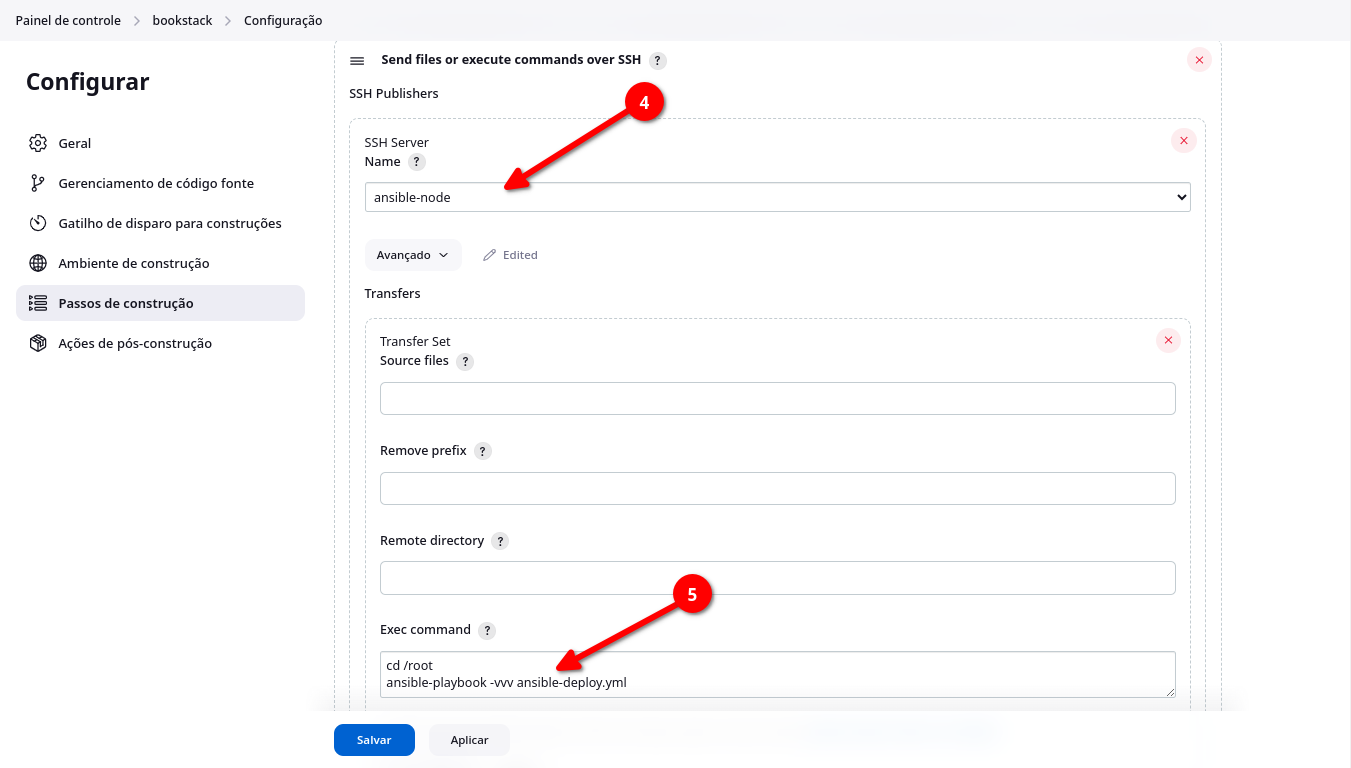 Painel de controle > bookstack > Configuração
Configurar
Geral
Gerenciamento de código fonte
Gatilho de disparo para construções
Ambiente de construção
Passos de construção
Ações de pós-construção
Send files or execute commands over SSH ?
SSH Publishers
4
SSH Server
Name ?
ansible-node
Avançado
Edited
Transfers
Transfer Set
Source files ?
Remove prefix ?
Remote directory ?
5
Exec command ?
cd /root
ansible-playbook -vvv ansible-deploy.yml
Salvar
Aplicar